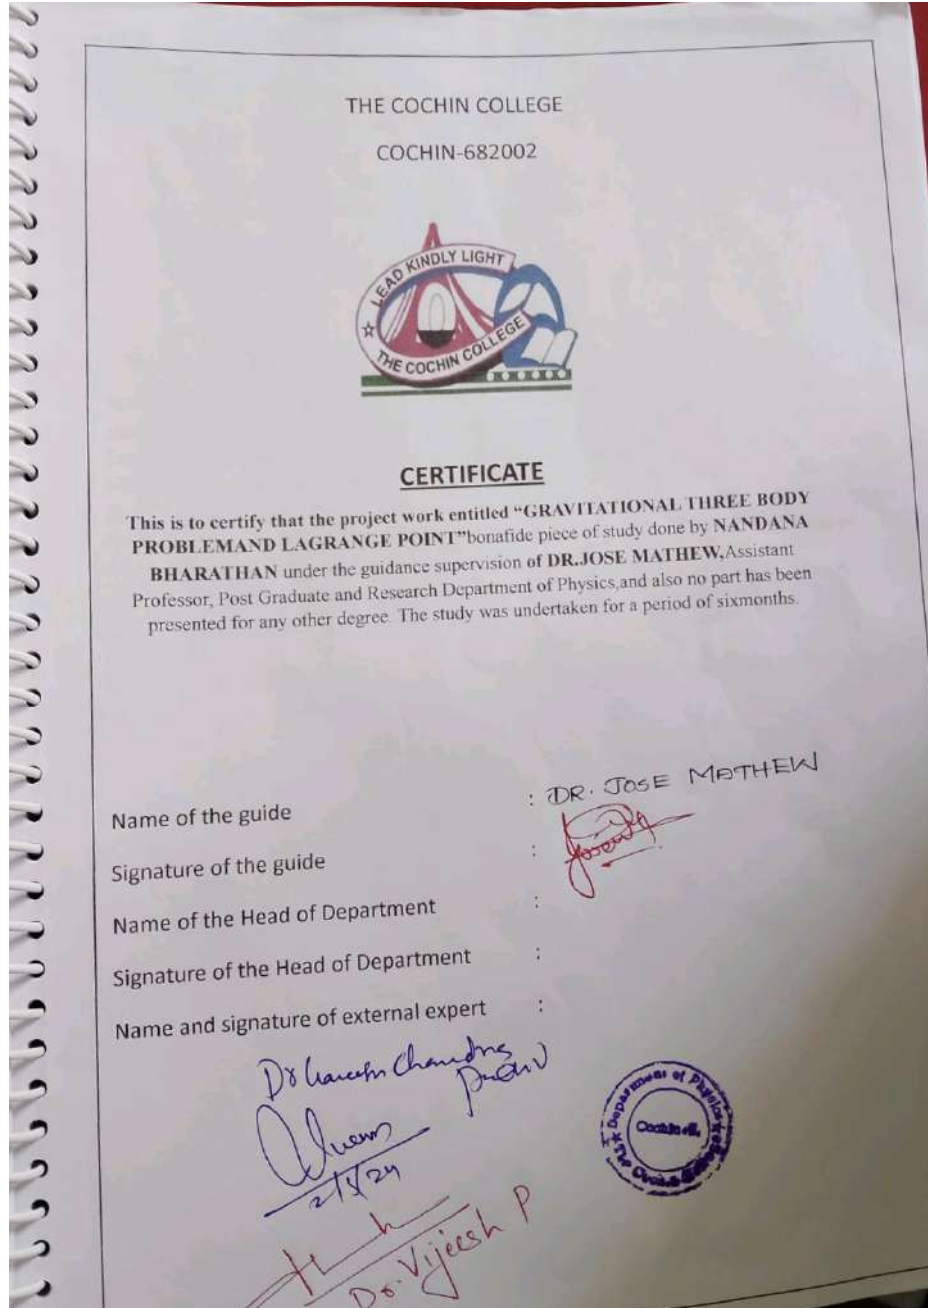 THE COCHIN COLLEGE
COCHIN-682002
LEAD KINDLY LIGHT
THE COCHIN COLLEGE
CERTIFICATE
This is to certify that the project work entitled “GRAVITATIONAL THREE BODY
PROBLEMAND LAGRANGE POINT”bonafide piece of study done by NANDANA
BHARATHAN under the guidance supervision of DR.JOSE MATHEW,Assistant
Professor, Post Graduate and Research Department of Physics,and also no part has been
presented for any other degree. The study was undertaken for a period of sixmonths.
Name of the guide : DR. JOSE MATHEW
Signature of the guide :
Name of the Head of Department :
Signature of the Head of Department :
Name and signature of external expert :
Dr Chandra
Department of Physics
Dr. Vijeesh P